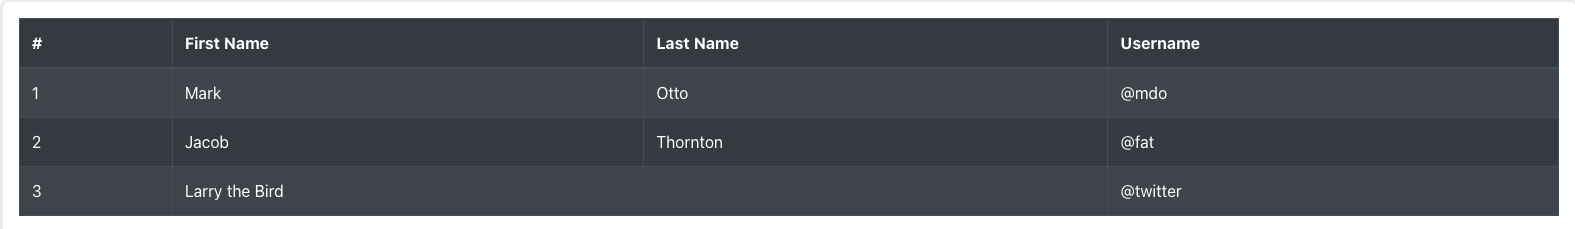 # First Name Last Name Username
1 Mark Otto @mdo
2 Jacob Thornton @fat
3 Larry the Bird @twitter